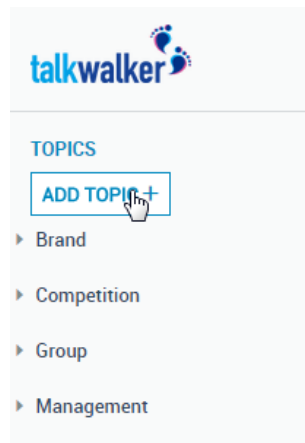 talkwalker
TOPICS
ADD TOPIC +
Brand
Competition
Group
Management